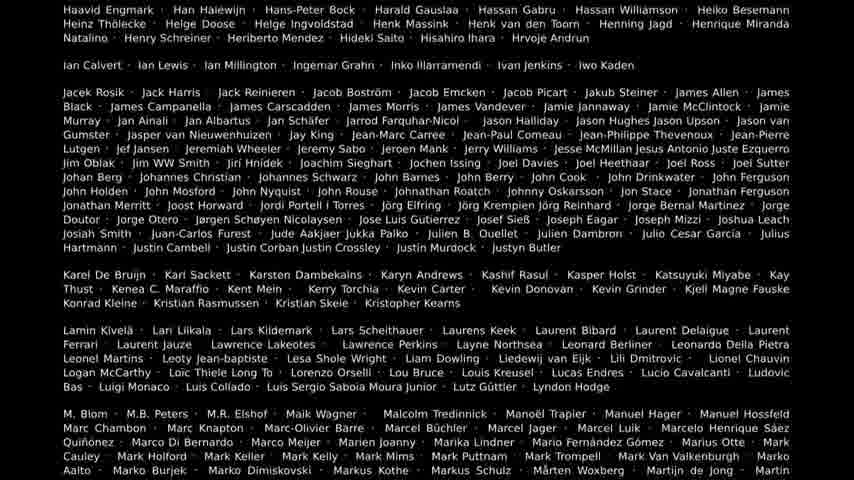 Haavid Engmark · Han Halewijn · Hans-Peter Bock · Harald Gauslaa · Hassan Gabru · Hassan Williamson · Heiko Besemann
Heinz Thölecke · Helge Doose · Helge Ingvoldstad · Henk Massink · Henk van den Toorn · Henning Jagd · Henrique Miranda
Natalino · Henry Schreiner · Heriberto Mendez · Hideki Saito · Hisahiro Ihara · Hrvoje Andrun
Ian Calvert · Ian Lewis · Ian Millington · Ingemar Grahn · Inko Illarramendi · Ivan Jenkins · Iwo Kaden
Jacek Rosik · Jack Harris · Jack Reinieren · Jacob Boström · Jacob Emcken · Jacob Picart · Jakub Steiner · James Allen · James
Black · James Campanella · James Carscadden · James Morris · James Vandever · Jamie Jannaway · Jamie McClintock · Jamie
Murray · Jan Ainali · Jan Albartus · Jan Schäfer · Jarrod Farquhar-Nicol · Jason Halliday · Jason Hughes Jason Upson · Jason van
Gumster · Jasper van Nieuwenhuizen · Jay King · Jean-Marc Carree · Jean-Paul Comeau · Jean-Philippe Thevenoux · Jean-Pierre
Lutgen · Jef Jansen · Jeremiah Wheeler · Jeremy Sabo · Jeroen Mank · Jerry Williams · Jesse McMillan Jesus Antonio Juste Ezquerro
Jim Oblak · Jim WW Smith · Jiří Hnídek · Joachim Sieghart · Jochen Issing · Joel Davies · Joel Heethaar · Joel Ross · Joel Sutter
Johan Berg · Johannes Christian · Johannes Schwarz · John Barnes · John Berry · John Cook · John Drinkwater · John Ferguson
John Holden · John Mosford · John Nyquist · John Rouse · Johnathan Roatch · Johnny Oskarsson · Jon Stace · Jonathan Ferguson
Jonathan Merritt · Joost Horward · Jordi Portell i Torres · Jörg Elfring · Jörg Krempien Jörg Reinhard · Jorge Bernal Martinez · Jorge
Doutor · Jorge Otero · Jørgen Schøyen Nicolaysen · Jose Luis Gutierrez · Josef Sieß · Joseph Eagar · Joseph Mizzi · Joshua Leach
Josiah Smith · Juan-Carlos Forest · Jude Aakjaer Jukka Palko · Julien B. Ouellet · Julien Dambron · Julio Cesar García · Julius
Hartmann · Justin Cambell · Justin Corban Justin Crossley · Justin Murdock · Justyn Butler
Karel De Bruijn · Karl Sackett · Karsten Dambekalns · Karyn Andrews · Kashif Rasul · Kasper Holst · Katsuyuki Miyabe · Kay
Thust · Kenea C. Maraffio · Kent Mein · Kerry Torchia · Kevin Carter · Kevin Donovan · Kevin Grinder · Kjell Magne Fauske
Konrad Kleine · Kristian Rasmussen · Kristian Skeie · Kristopher Kearns
Lamin Kivelä · Lari Liikala · Lars Kildemark · Lars Scheithauer · Laurens Keek · Laurent Bibard · Laurent Delaigue · Laurent
Ferrari · Laurent Jauze · Lawrence Lakeotes · Lawrence Perkins · Layne Northsea · Leonard Berliner · Leonardo Della Pietra
Leonel Martins · Leoty Jean-baptiste · Lesa Shole Wright · Liam Dowling · Liedewij van Eijk · Lili Dmitrovic · Lionel Chauvin
Logan McCarthy · Loïc Thiele Long To · Lorenzo Orselli · Lou Bruce · Louis Kreusel · Lucas Endres · Lucio Cavalcanti · Ludovic
Bas · Luigi Monaco · Luis Collado · Luis Sergio Saboia Moura Junior · Lutz Güttler · Lyndon Hodge
M. Blom · M.B. Peters · M.R. Elshof · Maik Wagner · Malcolm Tredinnick · Manoël Trapier · Manuel Hager · Manuel Hossfeld
Marc Chambon · Marc Knapton · Marc-Olivier Barre · Marcel Büchler · Marcel Jager · Marcel Luik · Marcelo Henrique Sáez
Quiñónez · Marco Di Bernardo · Marco Meijer · Marien Joanny · Marika Lindner · Mario Fernández Gómez · Marius Otte · Mark
Cauley · Mark Holford · Mark Keller · Mark Kelly · Mark Mims · Mark Puttnam · Mark Trompell · Mark Van Valkenburgh · Marko
Aalto · Marko Burjek · Marko Dimiskovski · Markus Kothe · Markus Schulz · Mårten Woxberg · Martijn de Jong · Martin